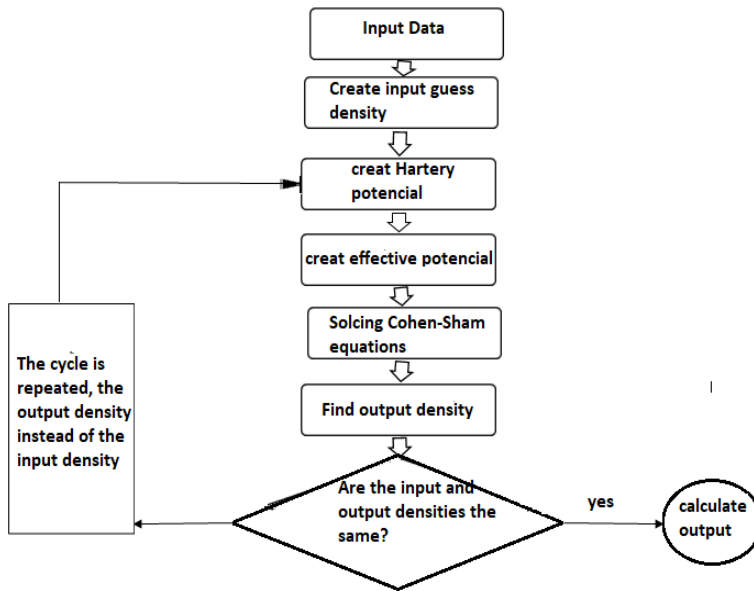 Input Data
Create input guess
density
creat Hartery
potencial
creat effective potencial
Solcing Cohen-Sham
equations
Find output density
Are the input and
output densities the
same?
yes
calculate
output
The cycle is
repeated, the
output density
instead of the
input density